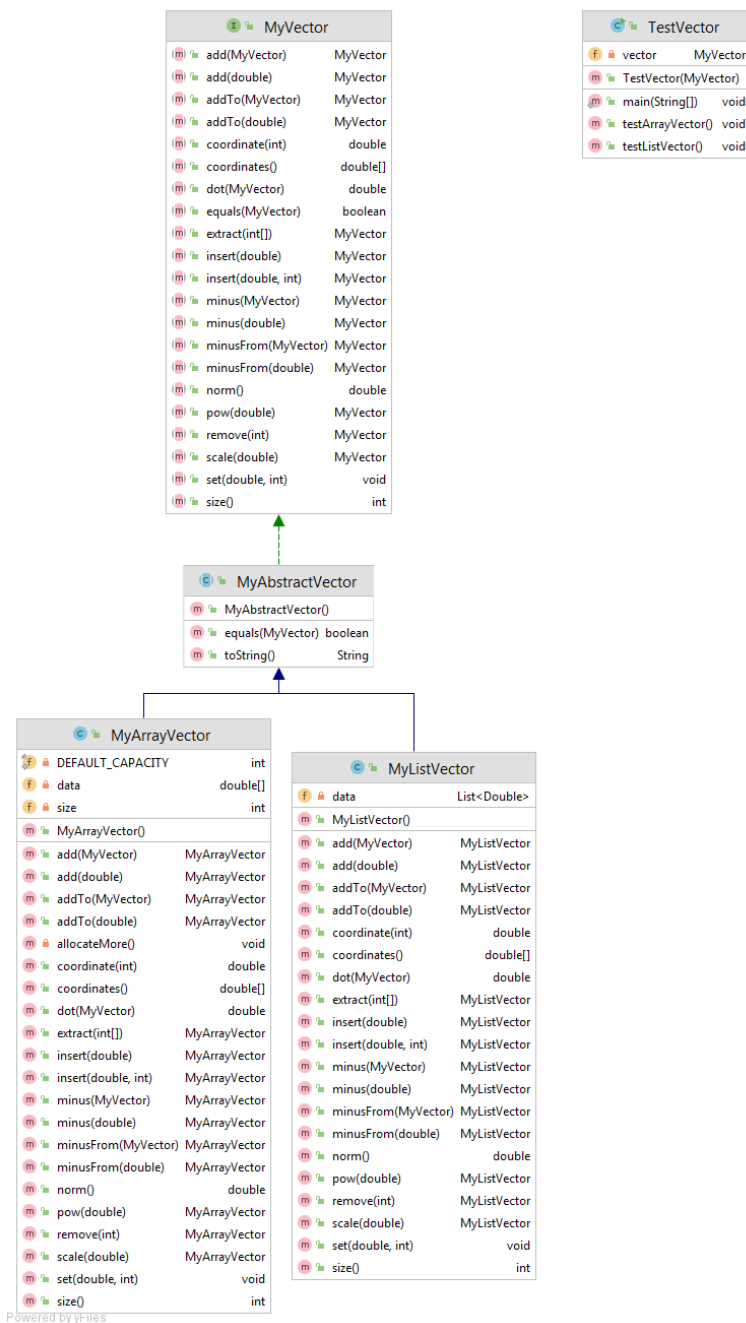 MyVector
add(MyVector) MyVector
add(double) MyVector
addTo(MyVector) MyVector
addTo(double) MyVector
coordinate(int) double
coordinates() double[]
dot(MyVector) double
equals(MyVector) boolean
extract(int[]) MyVector
insert(double) MyVector
insert(double, int) MyVector
minus(MyVector) MyVector
minus(double) MyVector
minusFrom(MyVector) MyVector
minusFrom(double) MyVector
norm() double
pow(double) MyVector
remove(int) MyVector
scale(double) MyVector
set(double, int) void
size() int
TestVector
vector MyVector
TestVector(MyVector)
main(String[]) void
testArrayVector() void
testListVector() void
MyAbstractVector
MyAbstractVector()
equals(MyVector) boolean
toString() String
MyArrayVector
DEFAULT_CAPACITY int
data double[]
size int
MyArrayVector()
add(MyVector) MyArrayVector
add(double) MyArrayVector
addTo(MyVector) MyArrayVector
addTo(double) MyArrayVector
allocateMore() void
coordinate(int) double
coordinates() double[]
dot(MyVector) double
extract(int[]) MyArrayVector
insert(double) MyArrayVector
insert(double, int) MyArrayVector
minus(MyVector) MyArrayVector
minus(double) MyArrayVector
minusFrom(MyVector) MyArrayVector
minusFrom(double) MyArrayVector
norm() double
pow(double) MyArrayVector
remove(int) MyArrayVector
scale(double) MyArrayVector
set(double, int) void
size() int
MyListVector
data List<Double>
MyListVector()
add(MyVector) MyListVector
add(double) MyListVector
addTo(MyVector) MyListVector
addTo(double) MyListVector
coordinate(int) double
coordinates() double[]
dot(MyVector) double
extract(int[]) MyListVector
insert(double) MyListVector
insert(double, int) MyListVector
minus(MyVector) MyListVector
minus(double) MyListVector
minusFrom(MyVector) MyListVector
minusFrom(double) MyListVector
norm() double
pow(double) MyListVector
remove(int) MyListVector
scale(double) MyListVector
set(double, int) void
size() int
Powered by yFiles